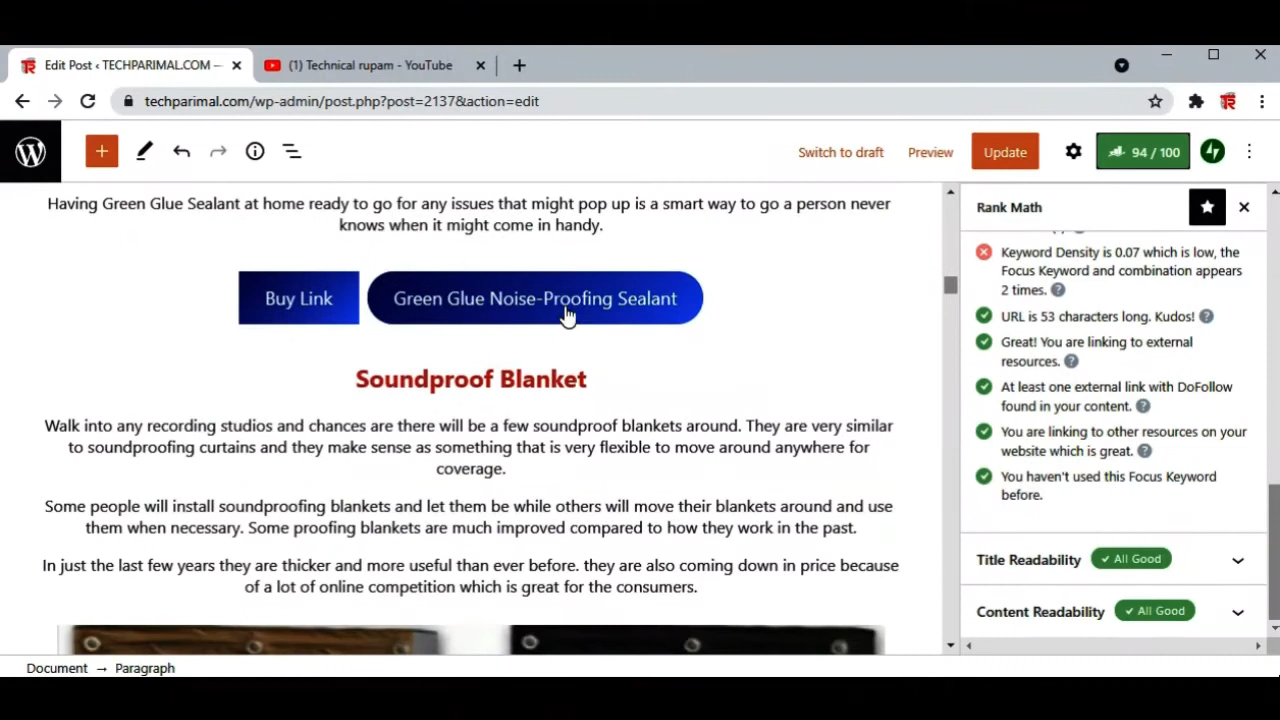 Edit Post ‹ TECHPARIMAL.COM —
(1) Technical rupam - YouTube
techparimal.com/wp-admin/post.php?post=2137&action=edit
Switch to draft
Preview
Update
94 / 100
Having Green Glue Sealant at home ready to go for any issues that might pop up is a smart way to go a person never
knows when it might come in handy.
Buy Link
Green Glue Noise-Proofing Sealant
Soundproof Blanket
Walk into any recording studios and chances are there will be a few soundproof blankets around. They are very similar
to soundproofing curtains and they make sense as something that is very flexible to move around anywhere for
coverage.
Some people will install soundproofing blankets and let them be while others will move their blankets around and use
them when necessary. Some proofing blankets are much improved compared to how they work in the past.
In just the last few years they are thicker and more useful than ever before. they are also coming down in price because
of a lot of online competition which is great for the consumers.
Document → Paragraph
Rank Math
Keyword Density is 0.07 which is low, the
Focus Keyword and combination appears
2 times.
URL is 53 characters long. Kudos!
Great! You are linking to external
resources.
At least one external link with DoFollow
found in your content.
You are linking to other resources on your
website which is great.
You haven't used this Focus Keyword
before.
Title Readability
All Good
Content Readability
All Good